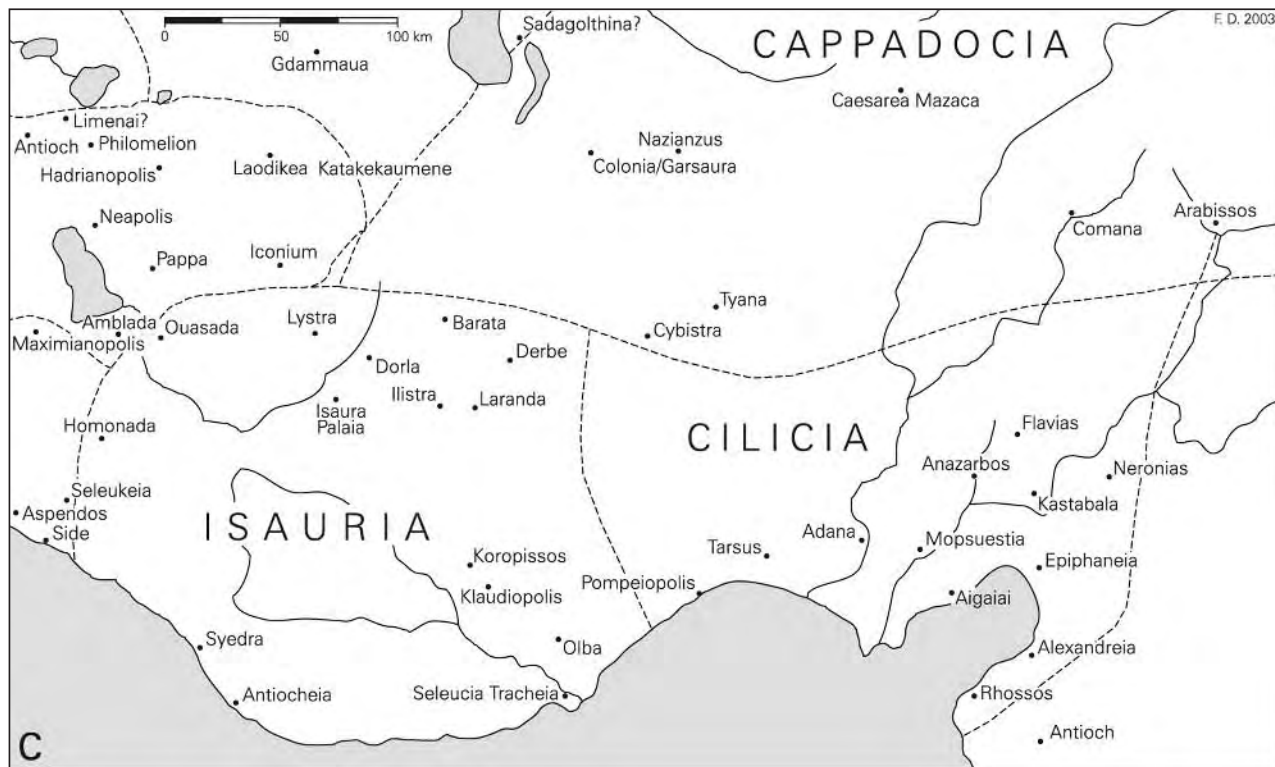 F. D. 2003
0 50 100 km
Sadagolthina?
Gdammaua
CAPPADOCIA
Caesarea Mazaca
Limenai?
Antioch
Philomelion
Hadrianopolis
Laodikea
Katakekaumene
Nazianzus
Colonia/Garsaura
Neapolis
Comana
Arabissos
Pappa
Iconium
Tyana
Amblada
Ouasada
Lystra
Barata
Cybistra
Maximianopolis
Dorla
Derbe
Isaura
Palaia
Ilistra
Laranda
Homonada
CILICIA
Flavias
Anazarbos
Neronias
Kastabala
Seleukeia
Aspendos
Side
ISAURIA
Adana
Mopsuestia
Tarsus
Koropissos
Klaudiopolis
Pompeiopolis
Epiphaneia
Aigaiai
Syedra
Olba
Alexandreia
Antiocheia
Seleucia Tracheia
Rhossos
Antioch
C